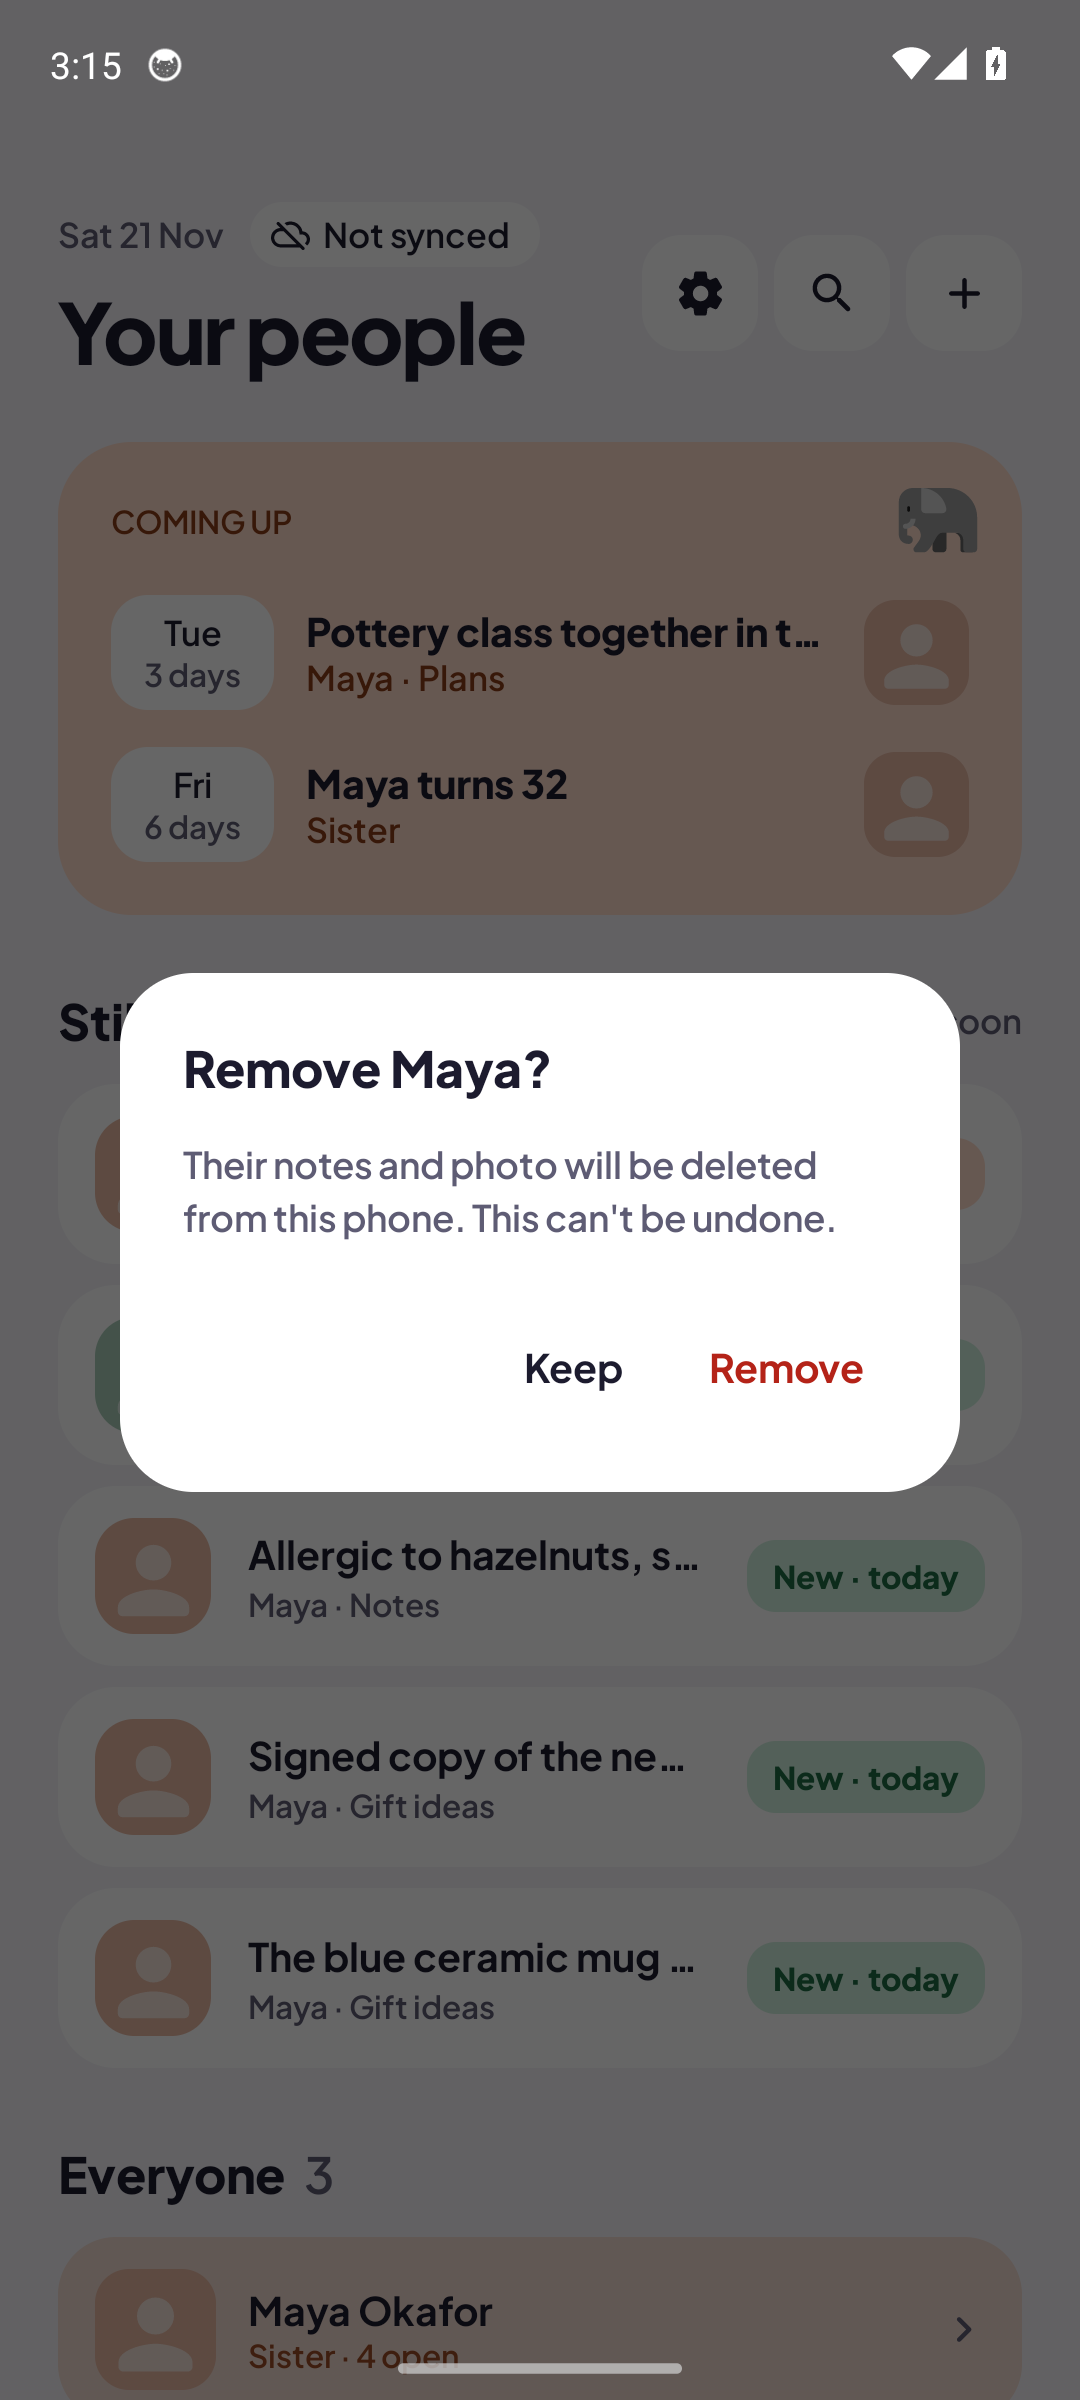 3:15
Sat 21 Nov
Not synced
Your people
COMING UP
Tue
3 days
Pottery class together in t…
Maya · Plans
Fri
6 days
Maya turns 32
Sister
Remove Maya?
Their notes and photo will be deleted
from this phone. This can't be undone.
Keep
Remove
Allergic to hazelnuts, s…
Maya · Notes
New · today
Signed copy of the ne…
Maya · Gift ideas
New · today
The blue ceramic mug …
Maya · Gift ideas
New · today
Everyone 3
Maya Okafor
Sister · 4 open